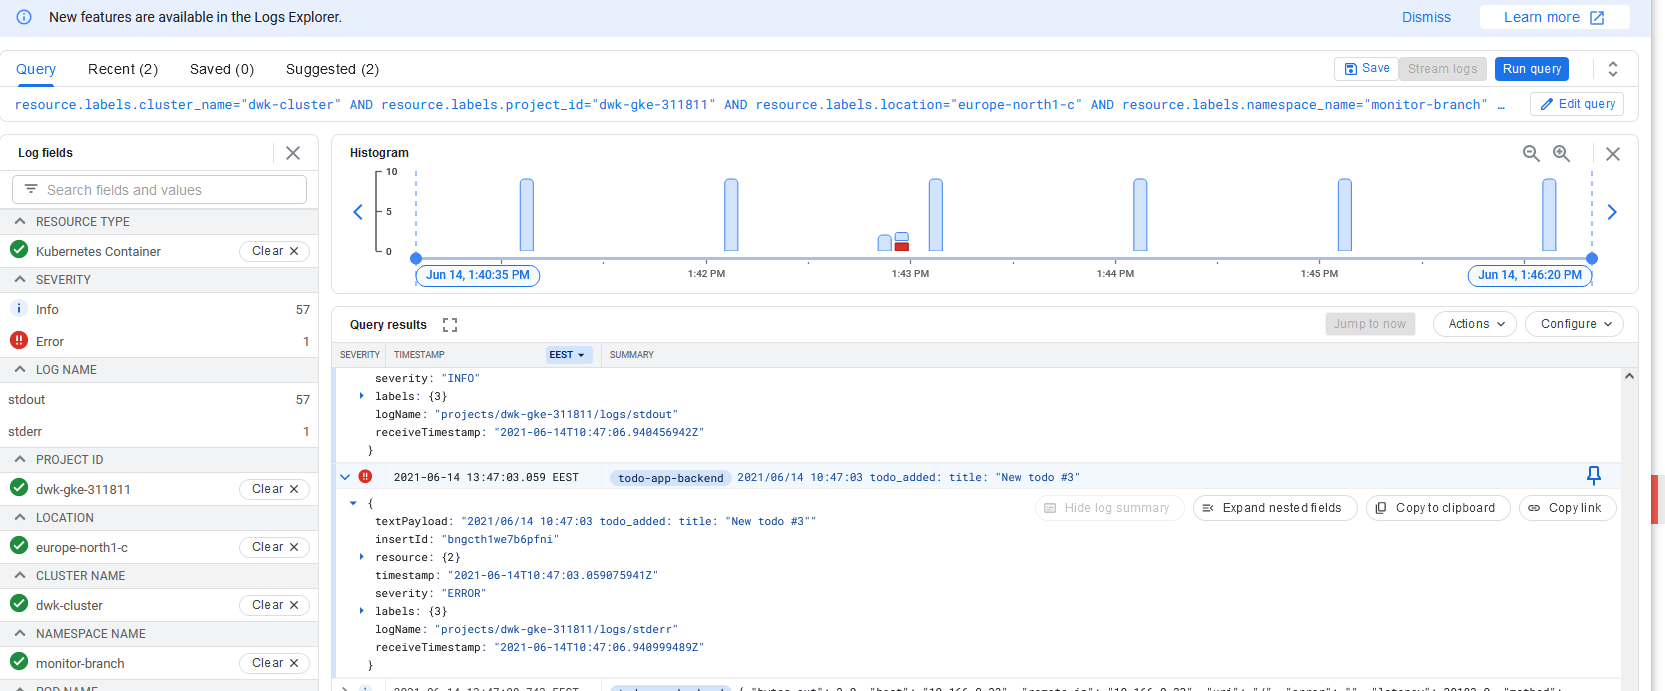 New features are available in the Logs Explorer.
Dismiss
Learn more
Query
Recent (2)
Saved (0)
Suggested (2)
Save
Stream logs
Run query
resource.labels.cluster_name="dwk-cluster" AND resource.labels.project_id="dwk-gke-311811" AND resource.labels.location="europe-north1-c" AND resource.labels.namespace_name="monitor-branch" …
Edit query
Log fields
Search fields and values
RESOURCE TYPE
Kubernetes Container
Clear
SEVERITY
Info 57
Error 1
LOG NAME
stdout 57
stderr 1
PROJECT ID
dwk-gke-311811
Clear
LOCATION
europe-north1-c
Clear
CLUSTER NAME
dwk-cluster
Clear
NAMESPACE NAME
monitor-branch
Clear
POD NAME
Histogram
10
5
0
Jun 14, 1:40:35 PM
1:42 PM
1:43 PM
1:44 PM
1:45 PM
Jun 14, 1:46:20 PM
Query results
Jump to now
Actions
Configure
SEVERITY
TIMESTAMP
EEST
SUMMARY
severity: "INFO"
labels: {3}
logName: "projects/dwk-gke-311811/logs/stdout"
receiveTimestamp: "2021-06-14T10:47:06.940456942Z"
}
2021-06-14 13:47:03.059 EEST
todo-app-backend
2021/06/14 10:47:03 todo_added: title: "New todo #3"
{
Hide log summary
Expand nested fields
Copy to clipboard
Copy link
textPayload: "2021/06/14 10:47:03 todo_added: title: "New todo #3""
insertId: "bngcth1we7b6pfni"
resource: {2}
timestamp: "2021-06-14T10:47:03.059075941Z"
severity: "ERROR"
labels: {3}
logName: "projects/dwk-gke-311811/logs/stderr"
receiveTimestamp: "2021-06-14T10:47:06.940999489Z"
}